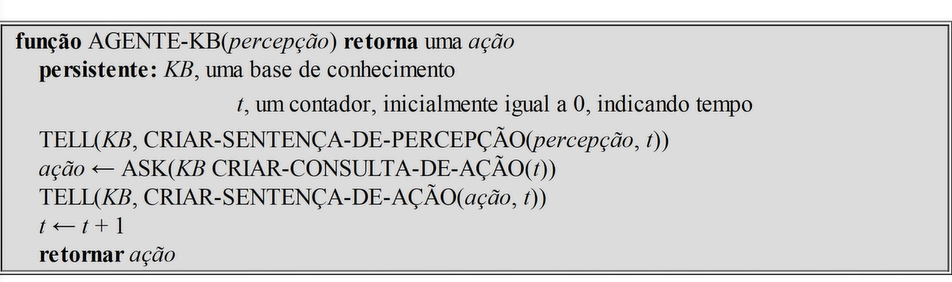 função AGENTE-KB(percepção) retorna uma ação
persistente: KB, uma base de conhecimento
t, um contador, inicialmente igual a 0, indicando tempo
TELL(KB, CRIAR-SENTENÇA-DE-PERCEPÇÃO(percepção, t))
ação ← ASK(KB CRIAR-CONSULTA-DE-AÇÃO(t))
TELL(KB, CRIAR-SENTENÇA-DE-AÇÃO(ação, t))
t ← t + 1
retornar ação